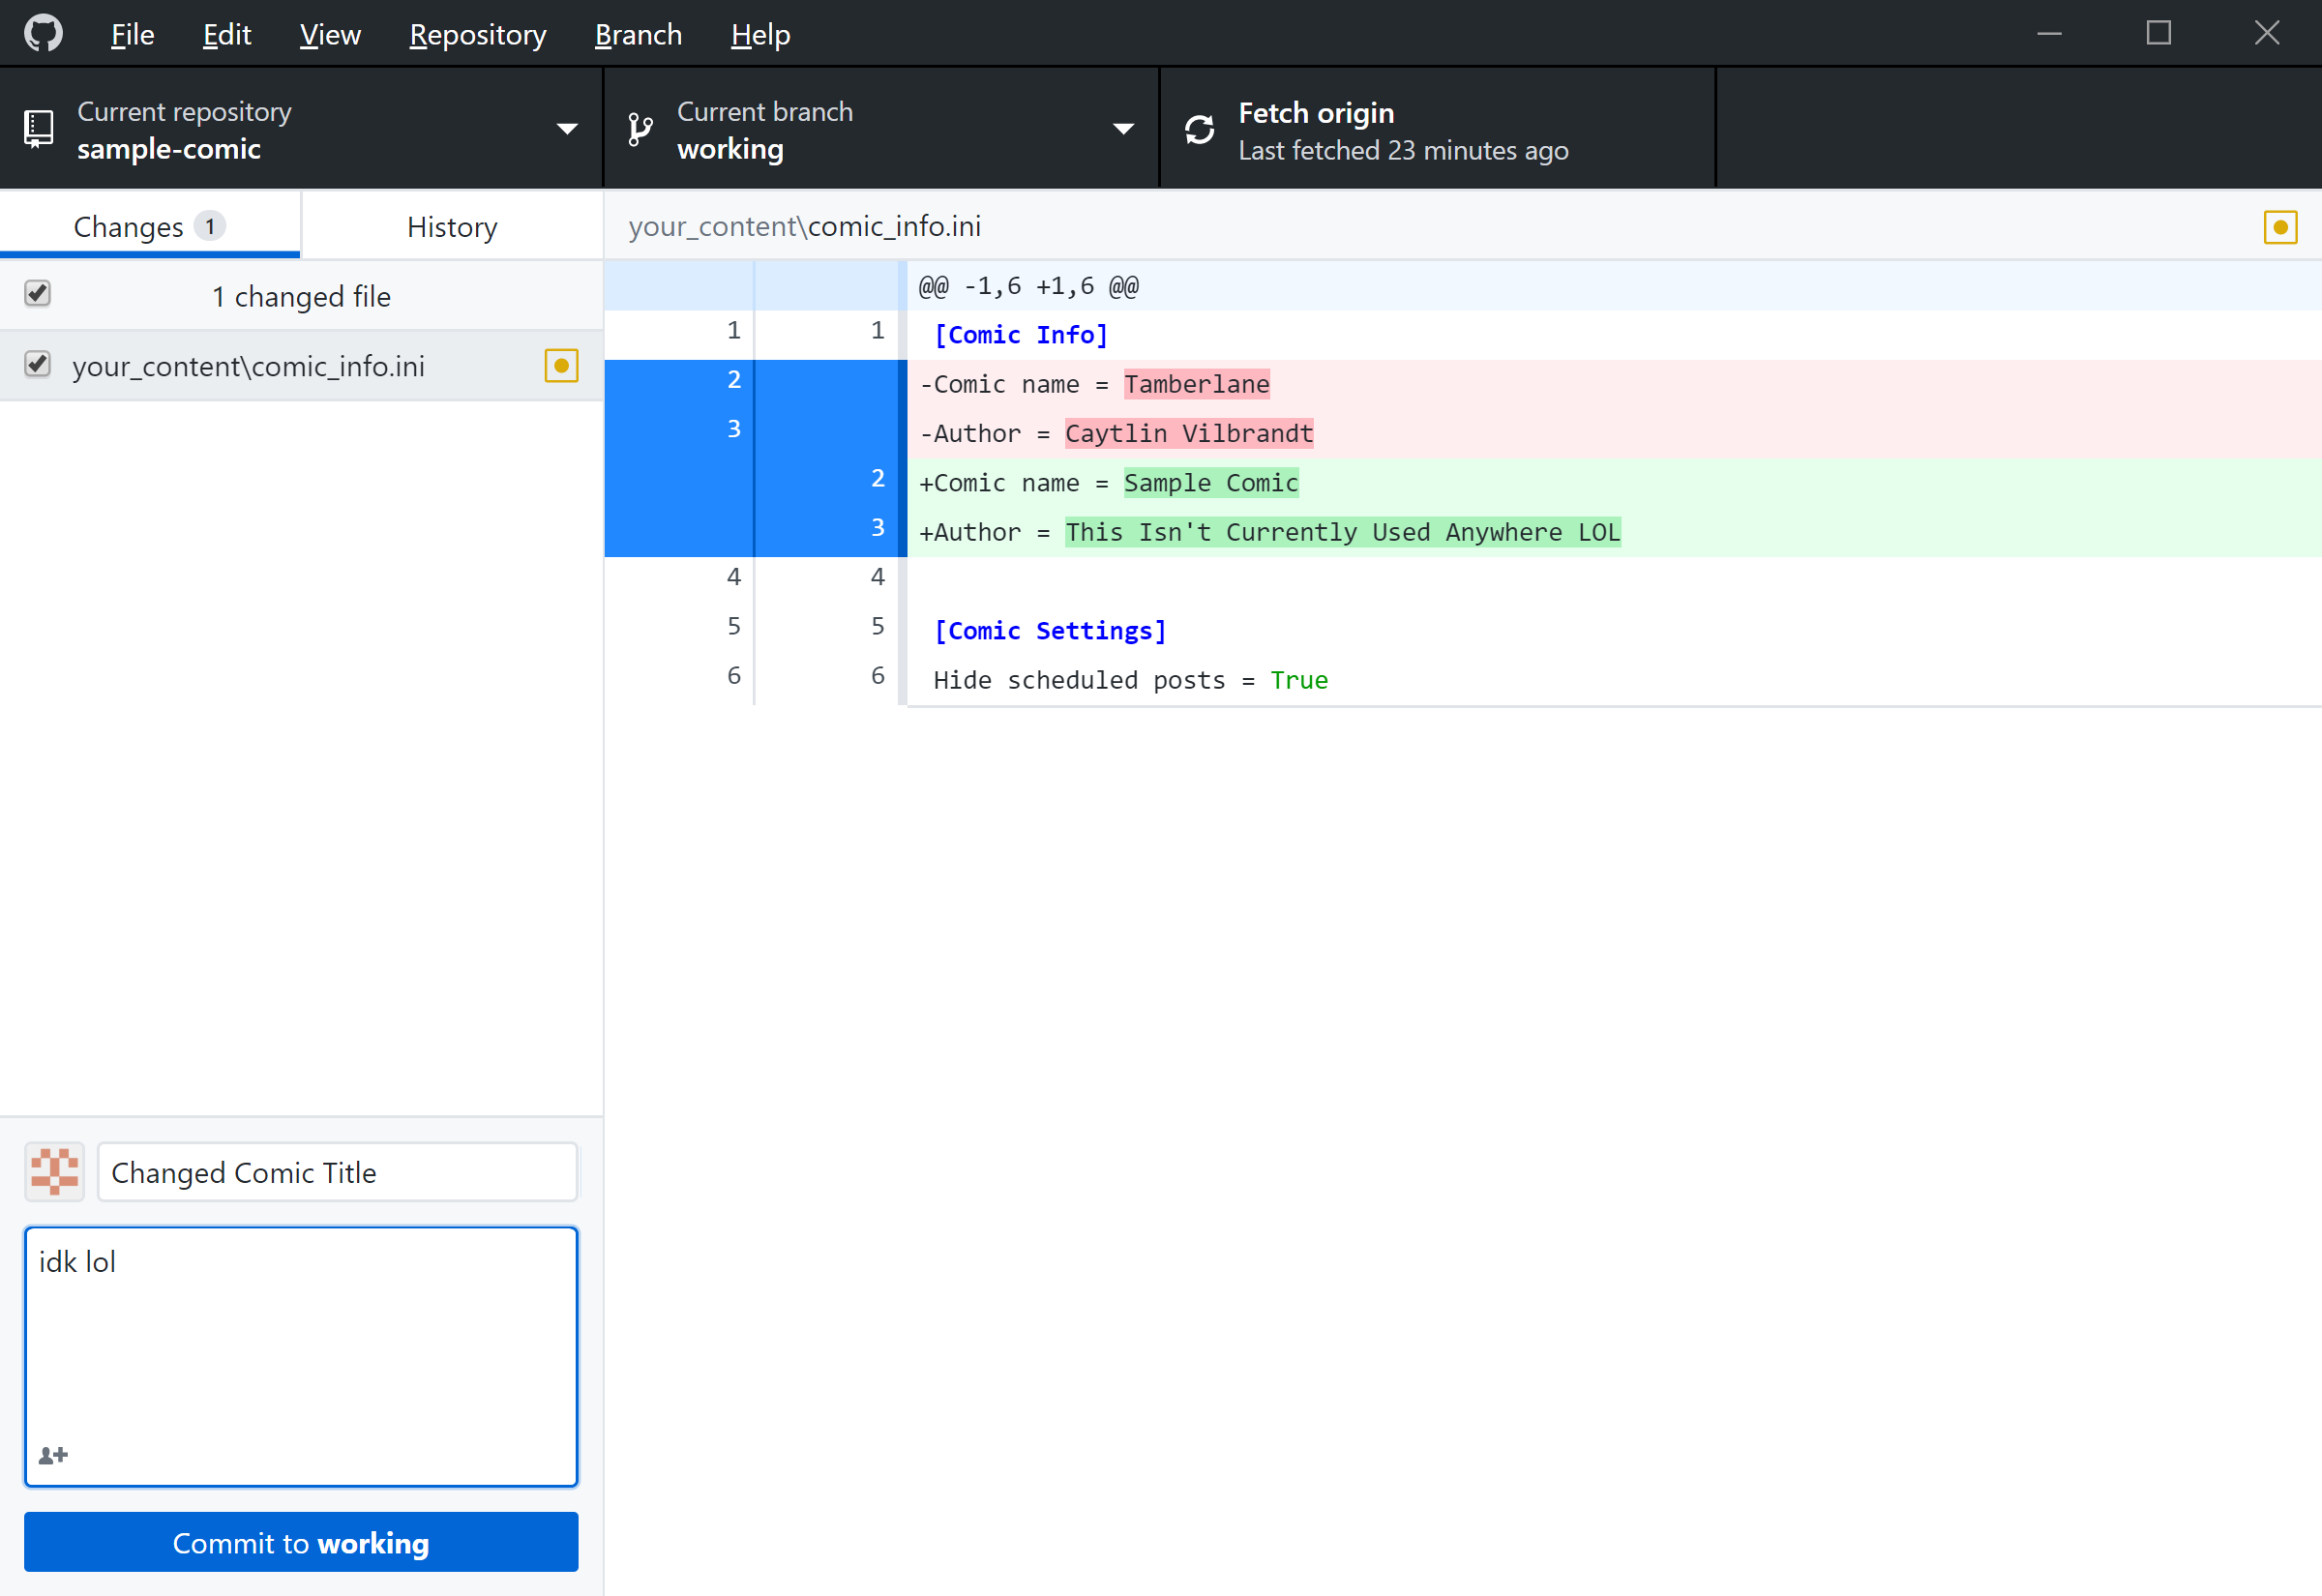 File Edit View Repository Branch Help
Current repository
sample-comic
Current branch
working
Fetch origin
Last fetched 23 minutes ago
Changes 1
History
1 changed file
your_content\comic_info.ini
your_content\comic_info.ini
@@ -1,6 +1,6 @@
1 1 [Comic Info]
2 -Comic name = Tamberlane
3 -Author = Caytlin Vilbrandt
2 +Comic name = Sample Comic
3 +Author = This Isn't Currently Used Anywhere LOL
4 4
5 5 [Comic Settings]
6 6 Hide scheduled posts = True
Changed Comic Title
idk lol
Commit to working